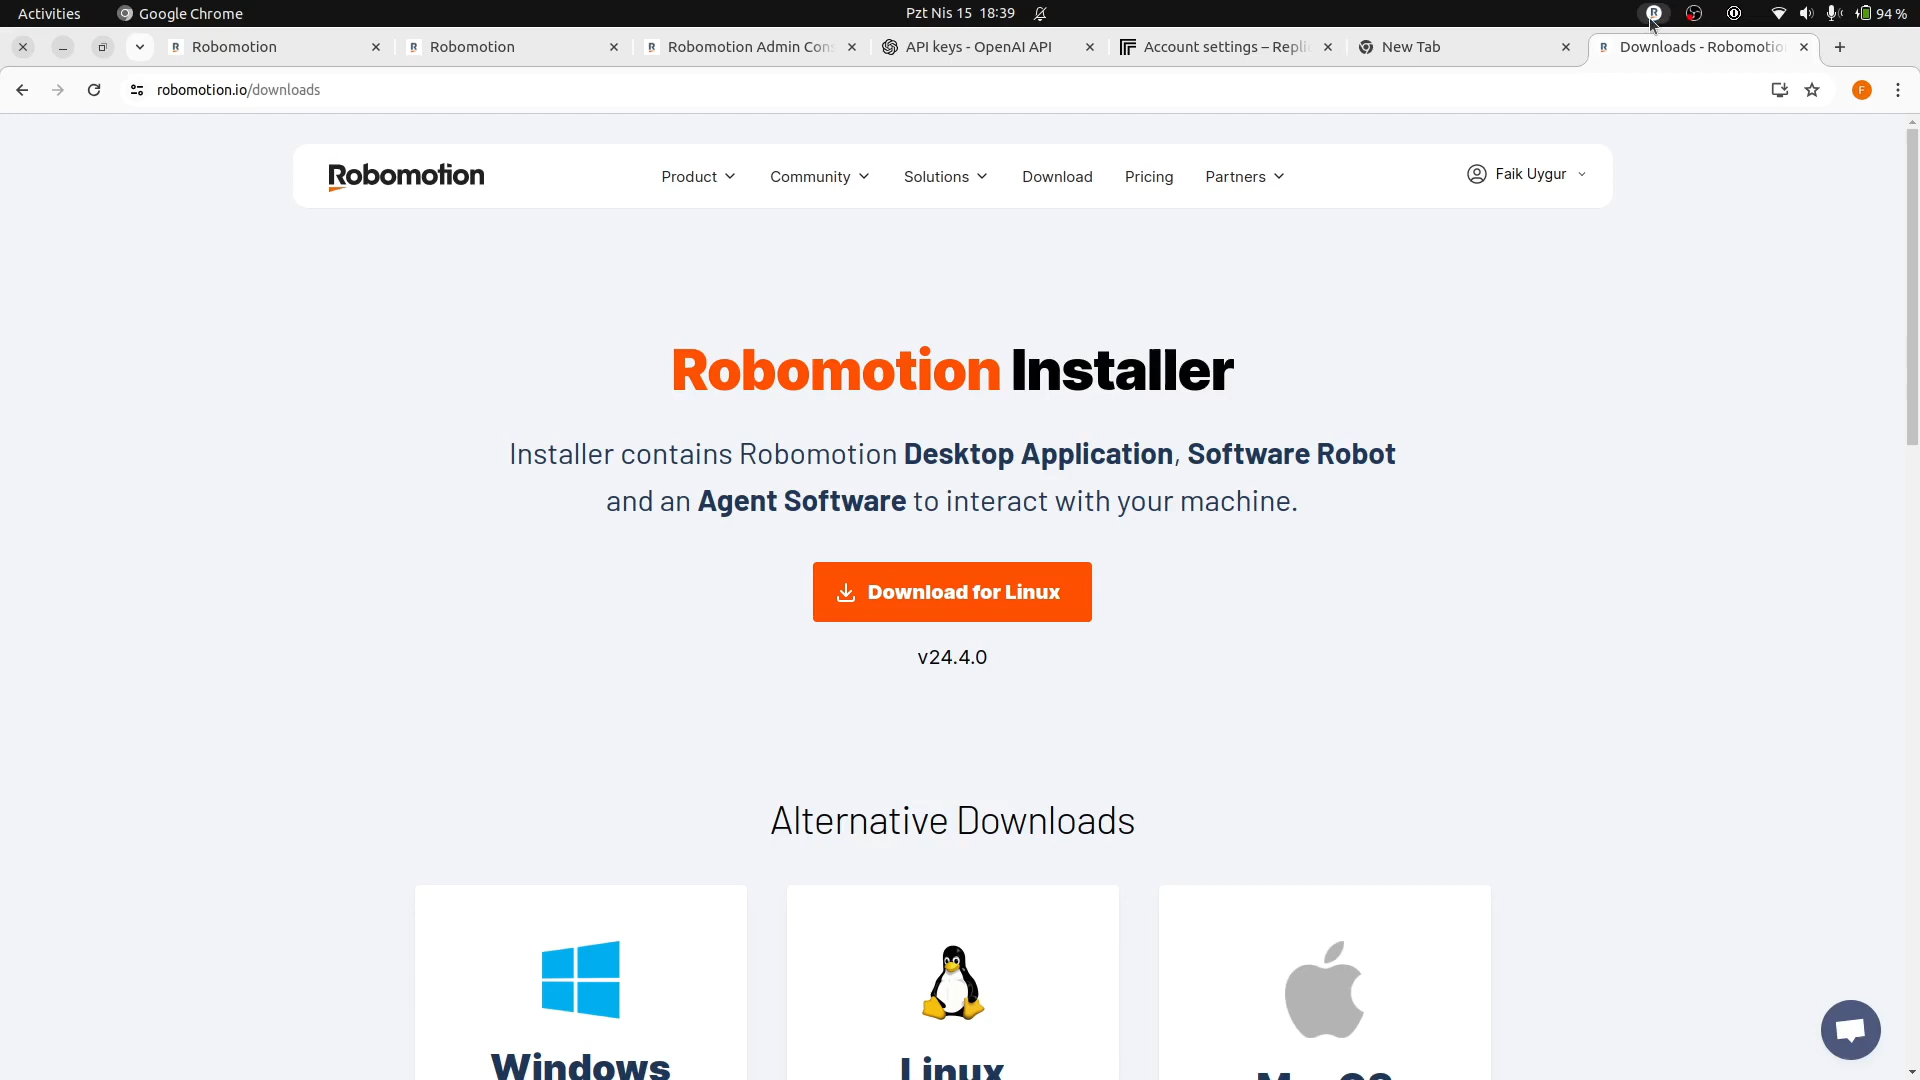 Activities
Google Chrome
Pzt Nis 15 18:39
94 %
Robomotion
Robomotion
Robomotion Admin Con
API keys - OpenAI API
Account settings – Repli
New Tab
Downloads - Robomotio
robomotion.io/downloads
F
Robomotion
Product
Community
Solutions
Download
Pricing
Partners
Faik Uygur
Robomotion Installer
Installer contains Robomotion Desktop Application, Software Robot
and an Agent Software to interact with your machine.
Download for Linux
v24.4.0
Alternative Downloads
Windows
Linux
MacOS